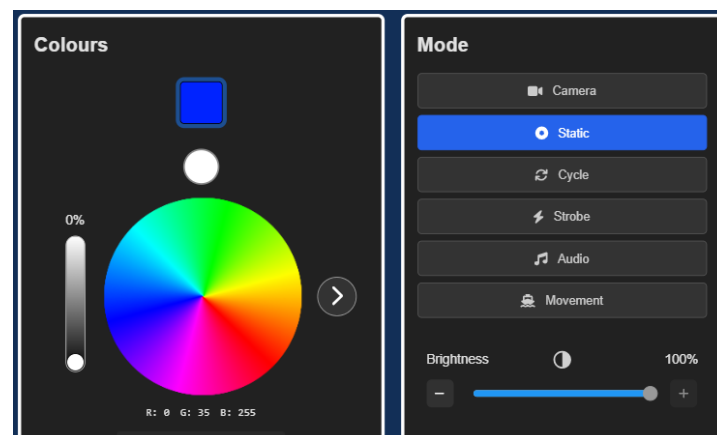 Colours
0%
R: 0 G: 35 B: 255
Mode
Camera
Static
Cycle
Strobe
Audio
Movement
Brightness 100%